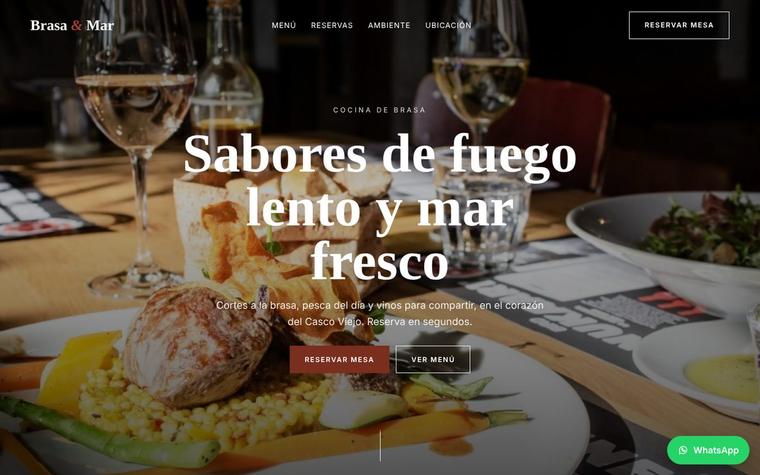 Brasa & Mar
MENÚ RESERVAS AMBIENTE UBICACIÓN
RESERVAR MESA
COCINA DE BRASA
Sabores de fuego
lento y mar
fresco
Cortes a la brasa, pesca del día y vinos para compartir, en el corazón
del Casco Viejo. Reserva en segundos.
RESERVAR MESA
VER MENÚ
WhatsApp